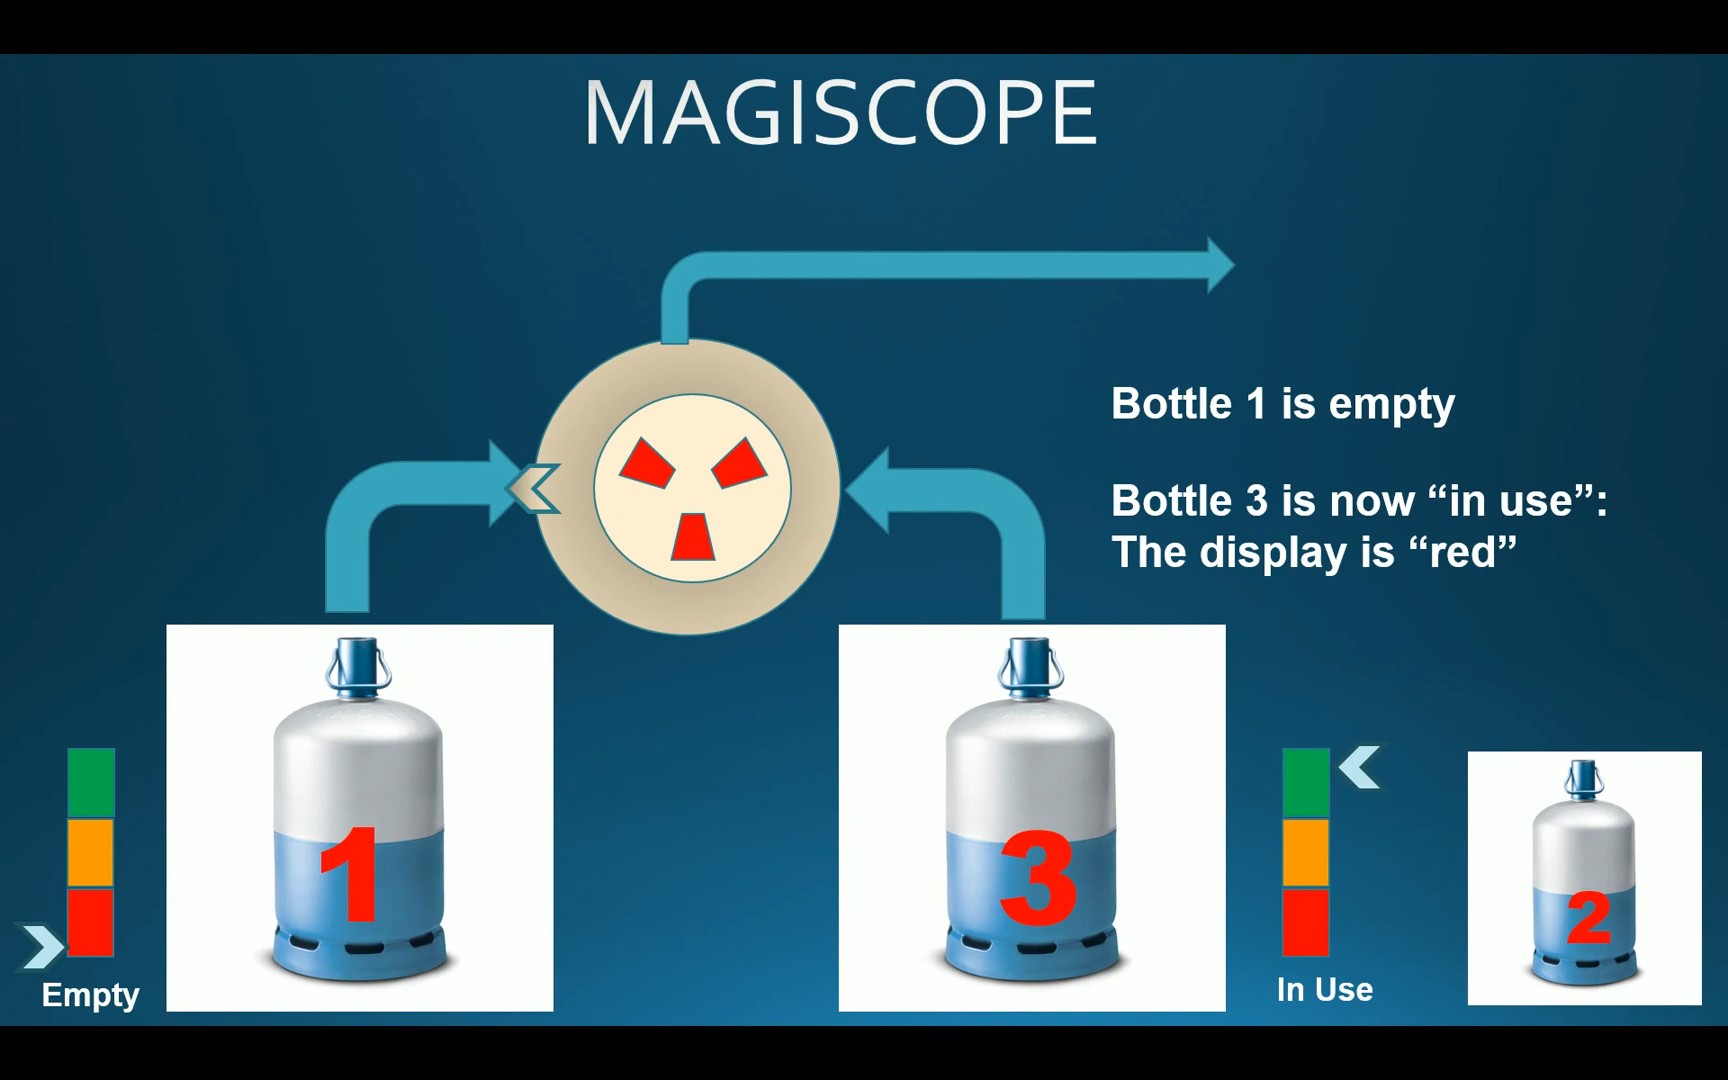 MAGISCOPE
Bottle 1 is empty
Bottle 3 is now “in use”:
The display is “red”
1
3
2
Empty
In Use